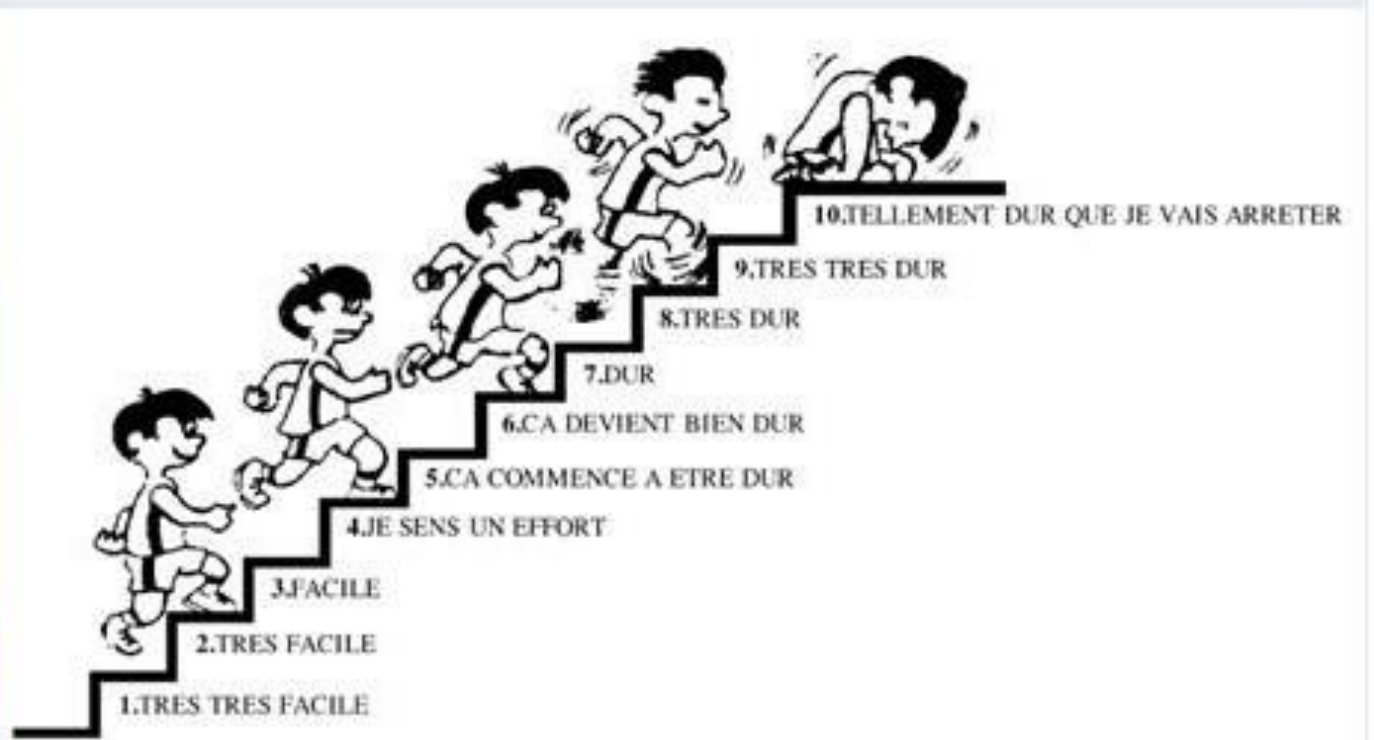 10.TELLEMENT DUR QUE JE VAIS ARRETER
9.TRES TRES DUR
8.TRES DUR
7.DUR
6.CA DEVIENT BIEN DUR
5.CA COMMENCE A ETRE DUR
4.JE SENS UN EFFORT
3.FACILE
2.TRES FACILE
1.TRES TRES FACILE